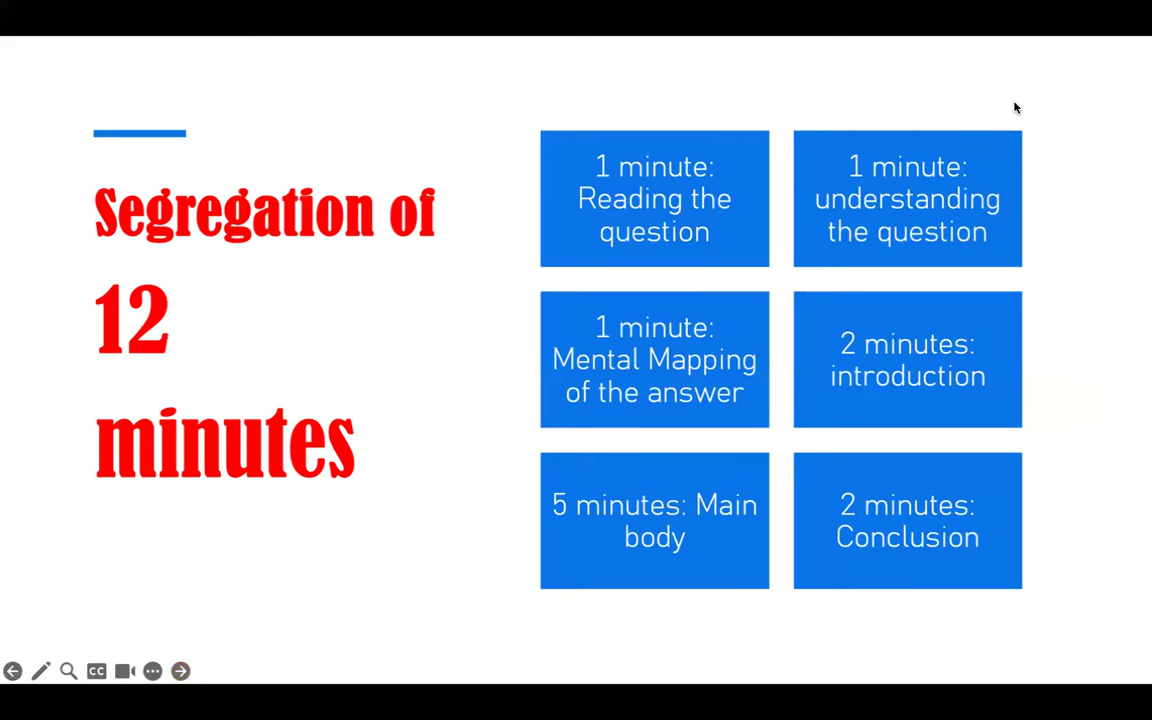 Segregation of
12
minutes
1 minute:
Reading the
question
1 minute:
understanding
the question
1 minute:
Mental Mapping
of the answer
2 minutes:
introduction
5 minutes: Main
body
2 minutes:
Conclusion
CC